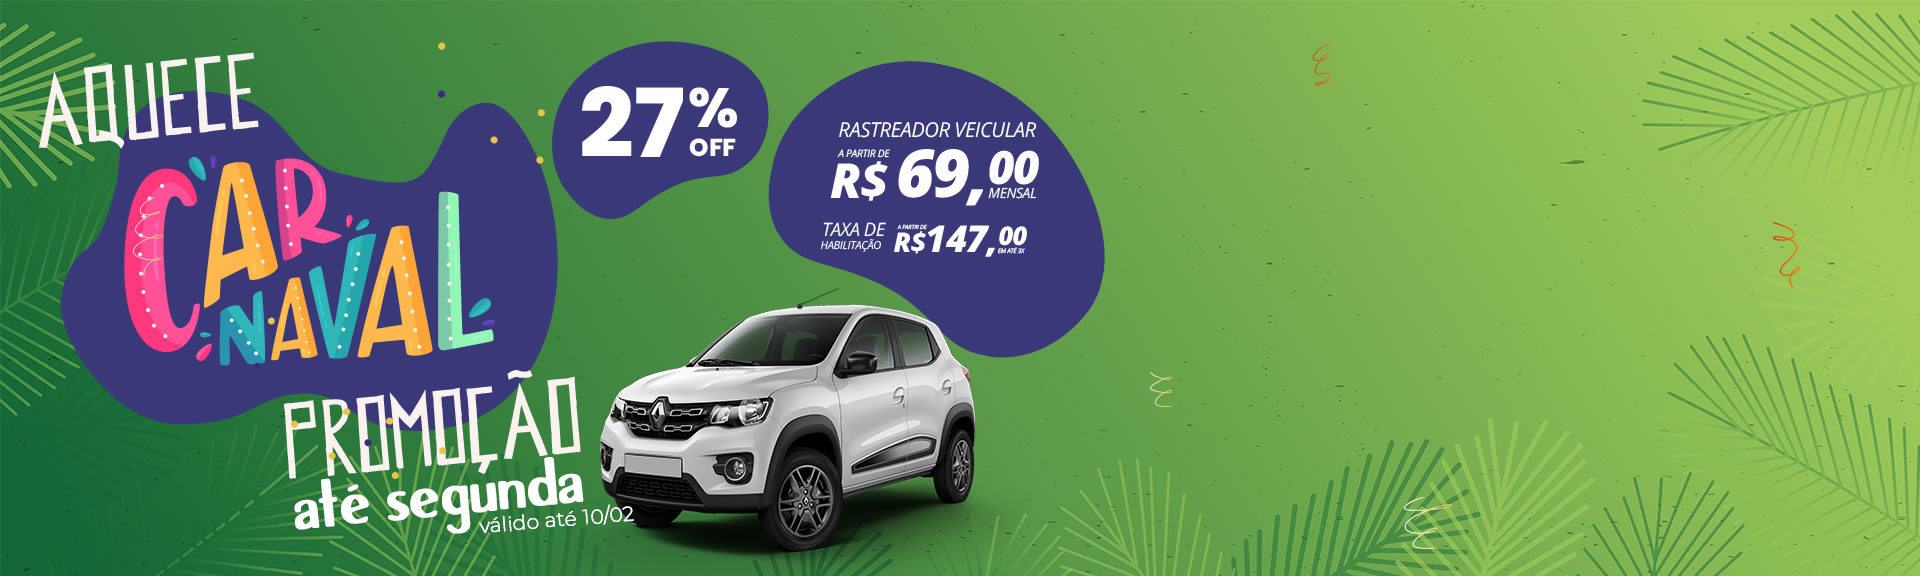 AQUECE
CAR
NAVAL
PROMOÇÃO
até segunda
válido até 10/02
27%
OFF
RASTREADOR VEICULAR
A PARTIR DE
R$ 69,00
MENSAL
TAXA DE
HABILITAÇÃO
A PARTIR DE
R$147,00
EM ATÉ 3X